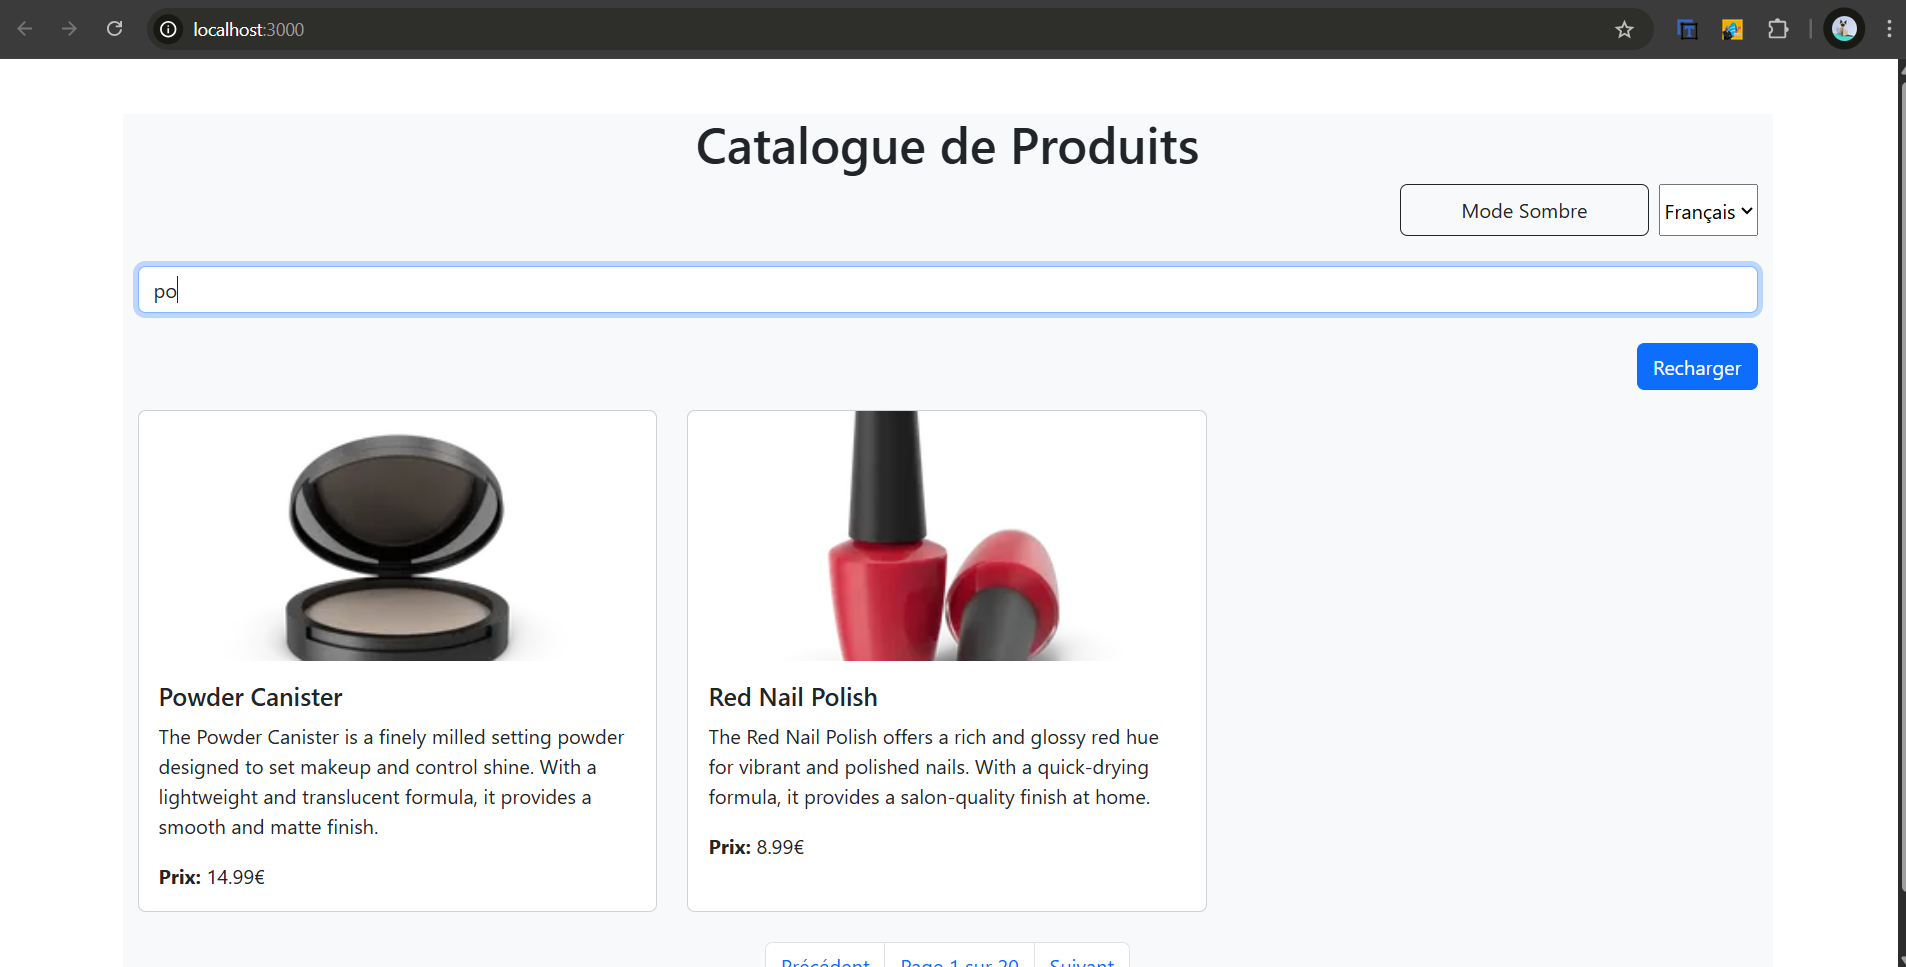 localhost:3000
Catalogue de Produits
Mode Sombre
Français
po
Recharger
Powder Canister
The Powder Canister is a finely milled setting powder
designed to set makeup and control shine. With a
lightweight and translucent formula, it provides a
smooth and matte finish.
Prix: 14.99€
Red Nail Polish
The Red Nail Polish offers a rich and glossy red hue
for vibrant and polished nails. With a quick-drying
formula, it provides a salon-quality finish at home.
Prix: 8.99€
Précédent Page 1 sur 20 Suivant